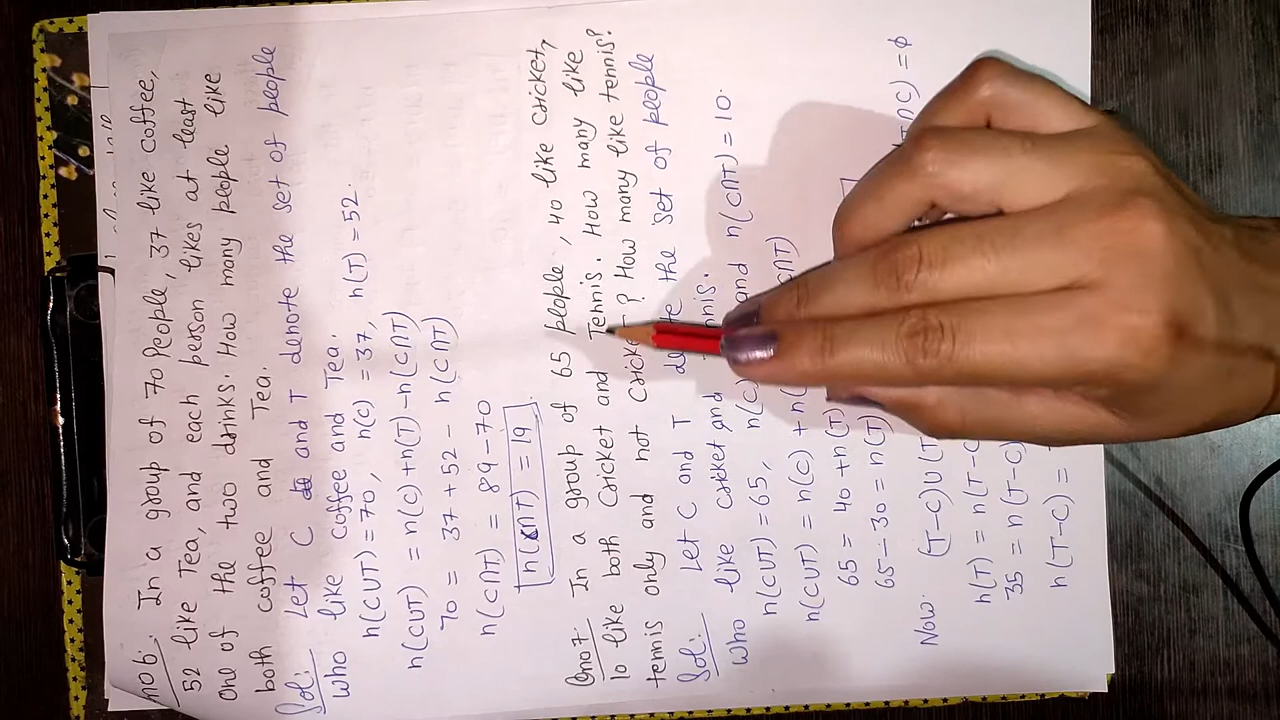 no 6. In a group of 70 People, 37 like coffee,
52 like Tea, and each person likes at least
one of the two drinks. How many people like
both coffee and Tea.
Sol: Let C and T denote the set of people
who like coffee and Tea.
n(C∪T) = 70, n(C) = 37, n(T) = 52.
n(C∪T) = n(C) + n(T) - n(C∩T)
70 = 37 + 52 - n(C∩T)
n(C∩T) = 89 - 70
n(C∩T) = 19
Qno 7. In a group of 65 people, 40 like cricket,
10 like both Cricket and Tennis. How many like
tennis only and not ? How many like tennis?
Sol: Let C and T the set of people
who like cricket and
n(C∪T) = 65, and n(C∩T) = 10.
n(C∪T) = n(C) +
65 = 40 + n(T)
65 - 30 = n(T)
Now (T-C)∪(T∩C) = φ
n(T) = n(T-C
35 = n(T-C)
n(T-C) =